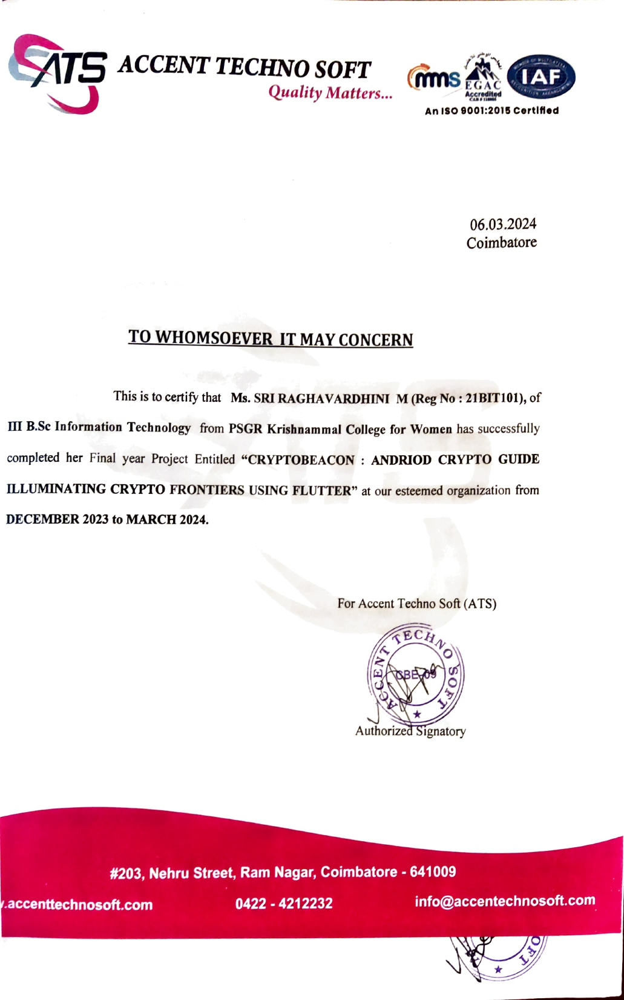 ATS ACCENT TECHNO SOFT
Quality Matters...
mms EGAC IAF
Accredited
An ISO 9001:2015 Certified
06.03.2024
Coimbatore
TO WHOMSOEVER IT MAY CONCERN
This is to certify that Ms. SRI RAGHAVARDHINI M (Reg No : 21BIT101), of
III B.Sc Information Technology from PSGR Krishnammal College for Women has successfully
completed her Final year Project Entitled “CRYPTOBEACON : ANDRIOD CRYPTO GUIDE
ILLUMINATING CRYPTO FRONTIERS USING FLUTTER” at our esteemed organization from
DECEMBER 2023 to MARCH 2024.
For Accent Techno Soft (ATS)
ACCENT TECHNO SOFT
CBE-09
Authorized Signatory
#203, Nehru Street, Ram Nagar, Coimbatore - 641009
.accenttechnosoft.com 0422 - 4212232 info@accentechnosoft.com
OFT